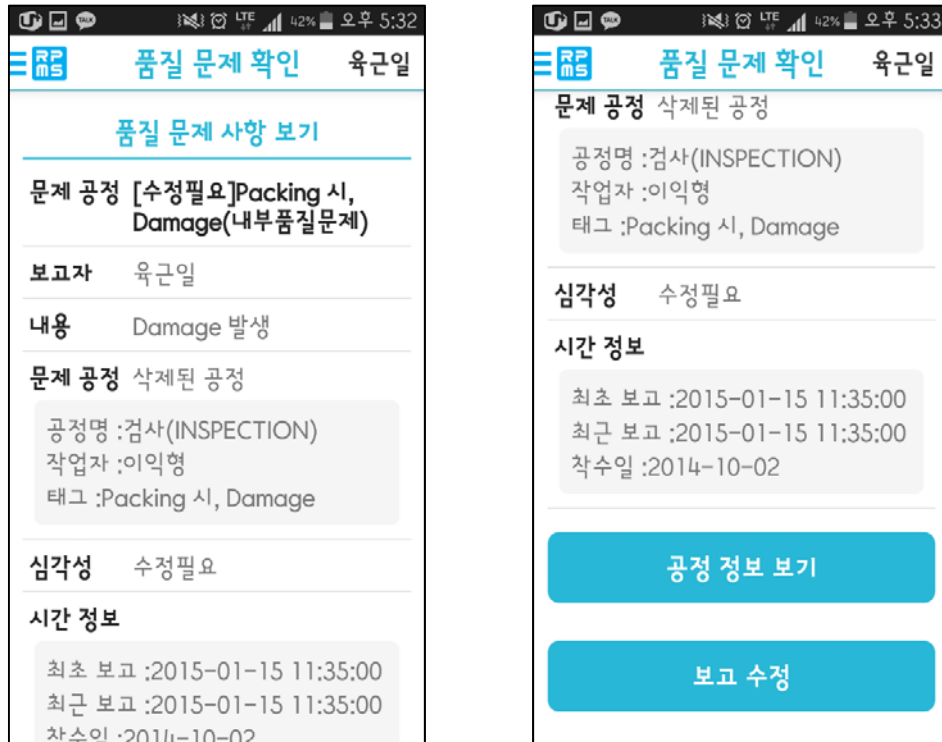 LTE 42% 오후 5:32
RP
MS
품질 문제 확인
육근일
품질 문제 사항 보기
문제 공정 [수정필요]Packing 시,
Damage(내부품질문제)
보고자 육근일
내용 Damage 발생
문제 공정 삭제된 공정
공정명 :검사(INSPECTION)
작업자 :이익형
태그 :Packing 시, Damage
심각성 수정필요
시간 정보
최초 보고 :2015-01-15 11:35:00
최근 보고 :2015-01-15 11:35:00
착수일 :2014-10-02
LTE 42% 오후 5:33
RP
MS
품질 문제 확인
육근일
문제 공정 삭제된 공정
공정명 :검사(INSPECTION)
작업자 :이익형
태그 :Packing 시, Damage
심각성 수정필요
시간 정보
최초 보고 :2015-01-15 11:35:00
최근 보고 :2015-01-15 11:35:00
착수일 :2014-10-02
공정 정보 보기
보고 수정